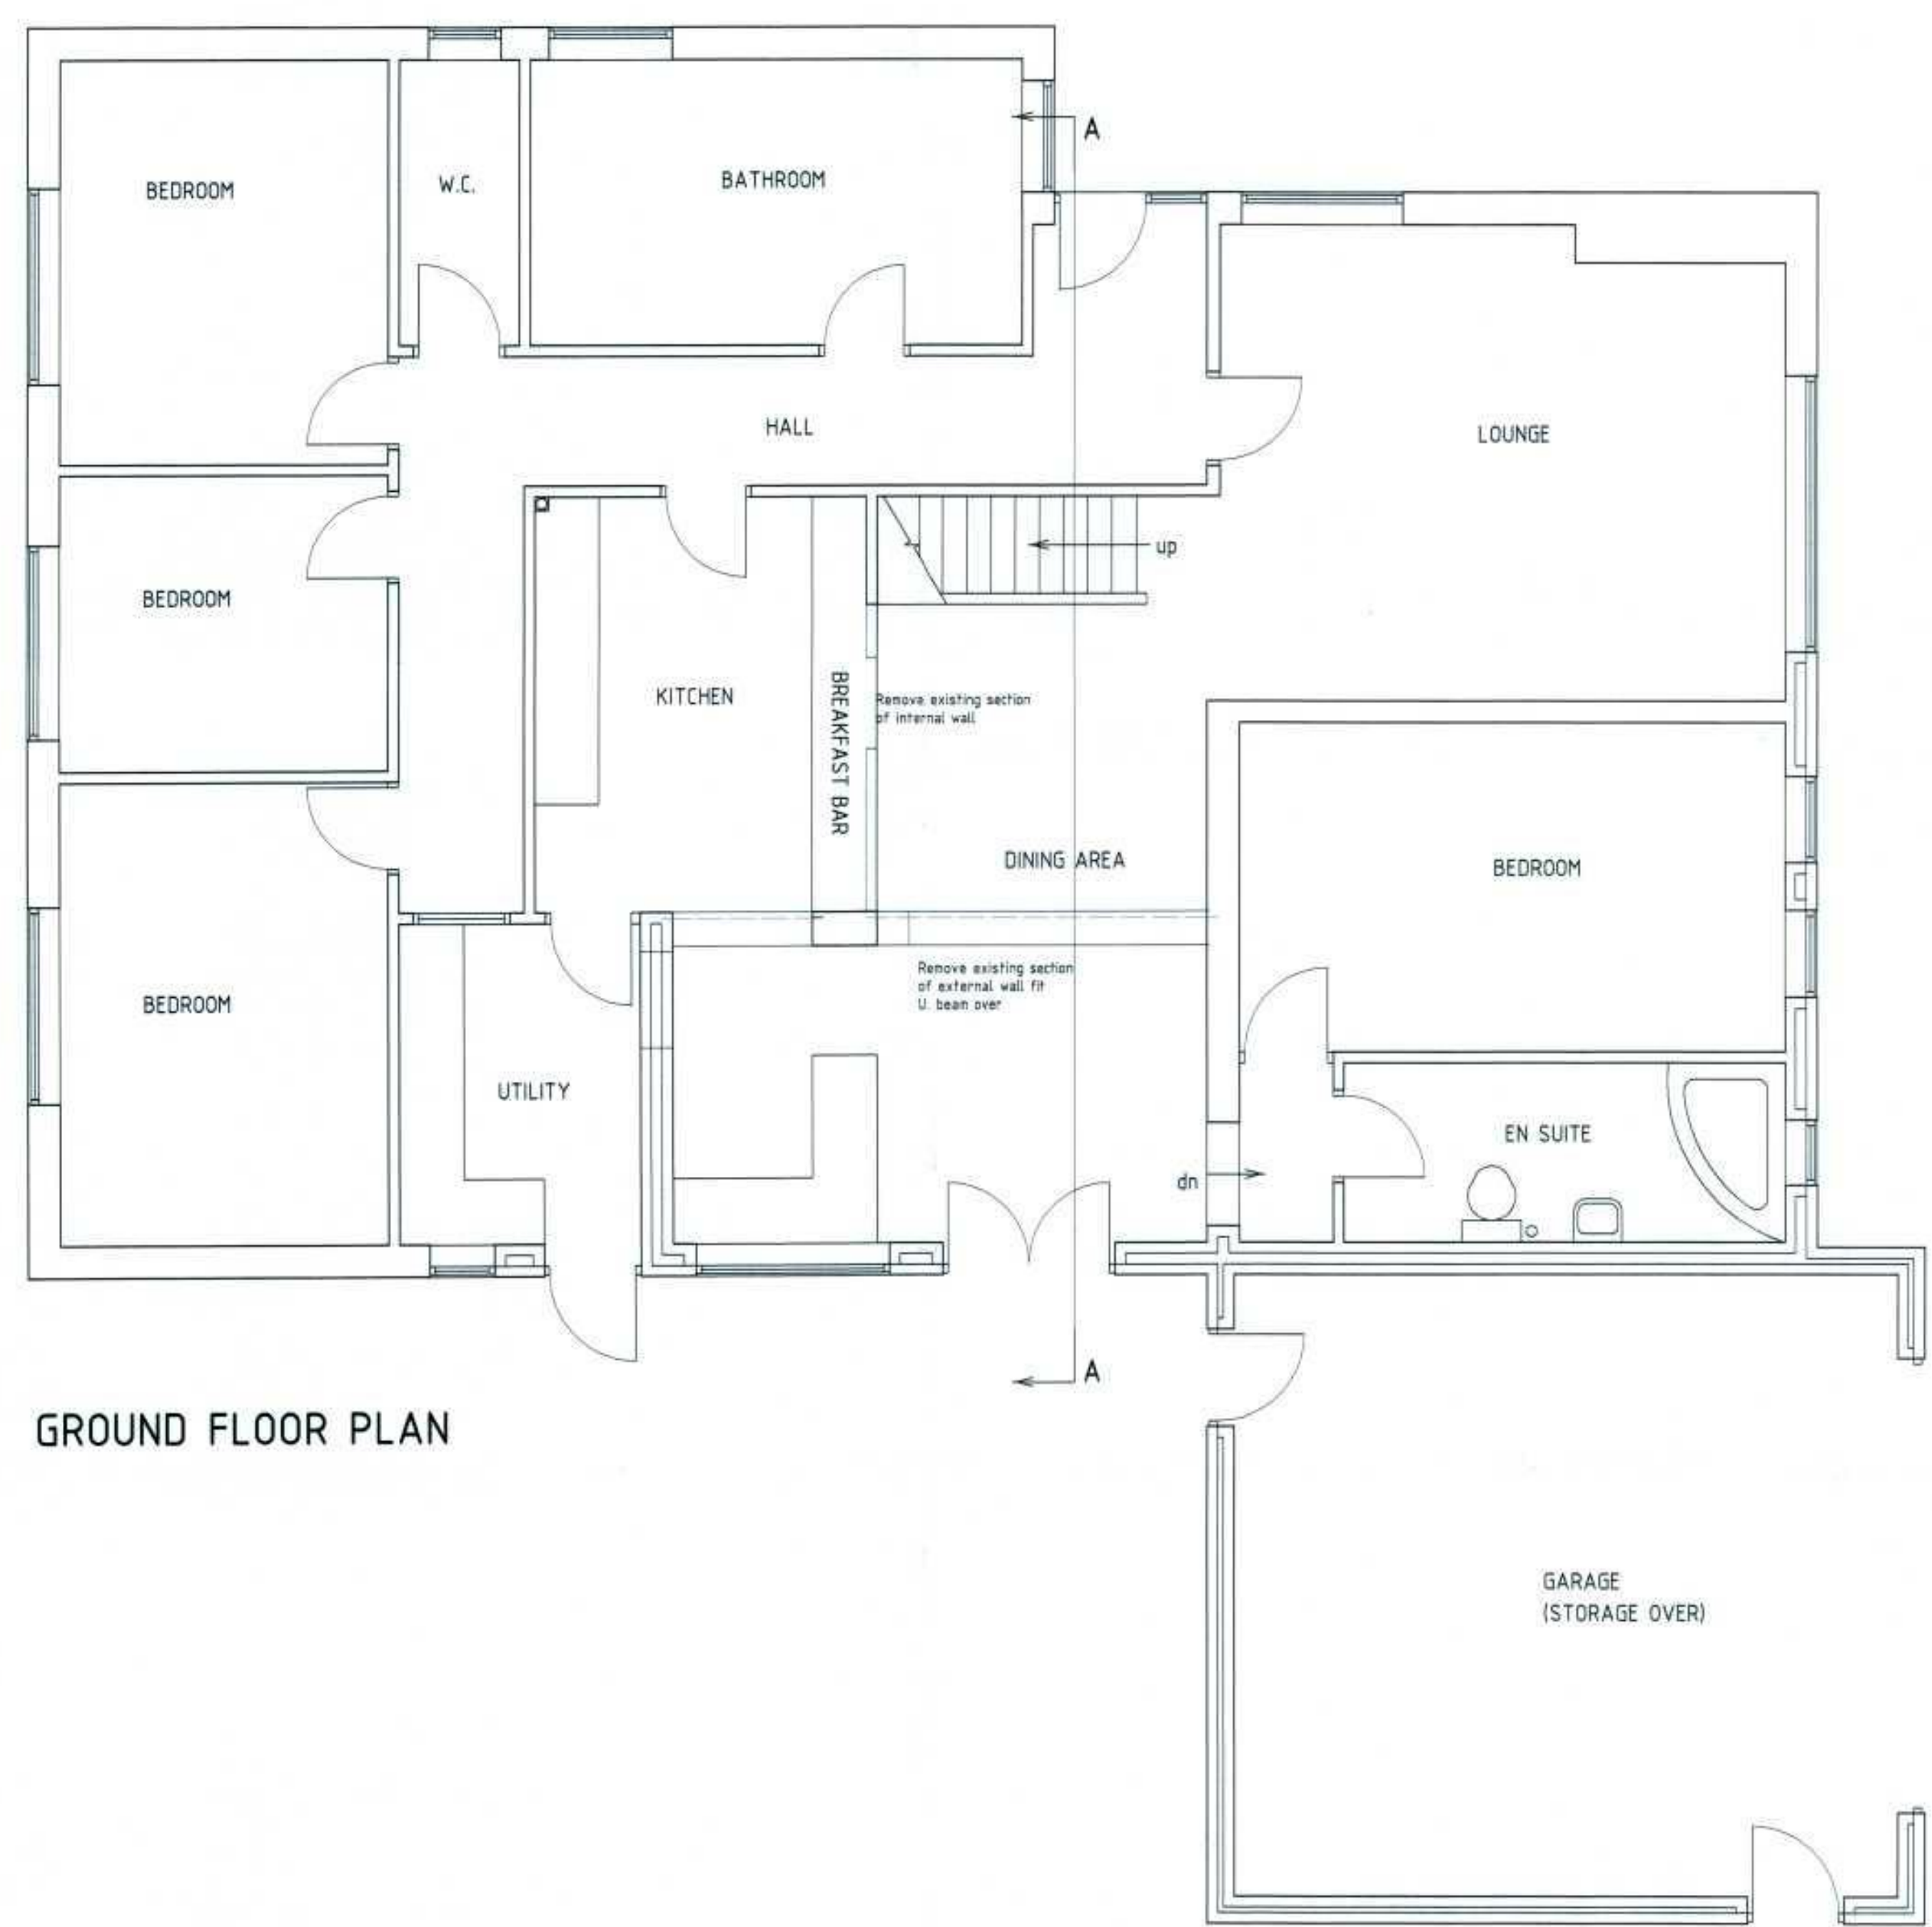 A
BEDROOM
W.C.
BATHROOM
HALL
LOUNGE
up
BEDROOM
KITCHEN
BREAKFAST BAR
Remove existing section
of internal wall
DINING AREA
BEDROOM
BEDROOM
Remove existing section
of external wall fit
U. beam over
UTILITY
EN SUITE
dn
A
GROUND FLOOR PLAN
GARAGE
(STORAGE OVER)